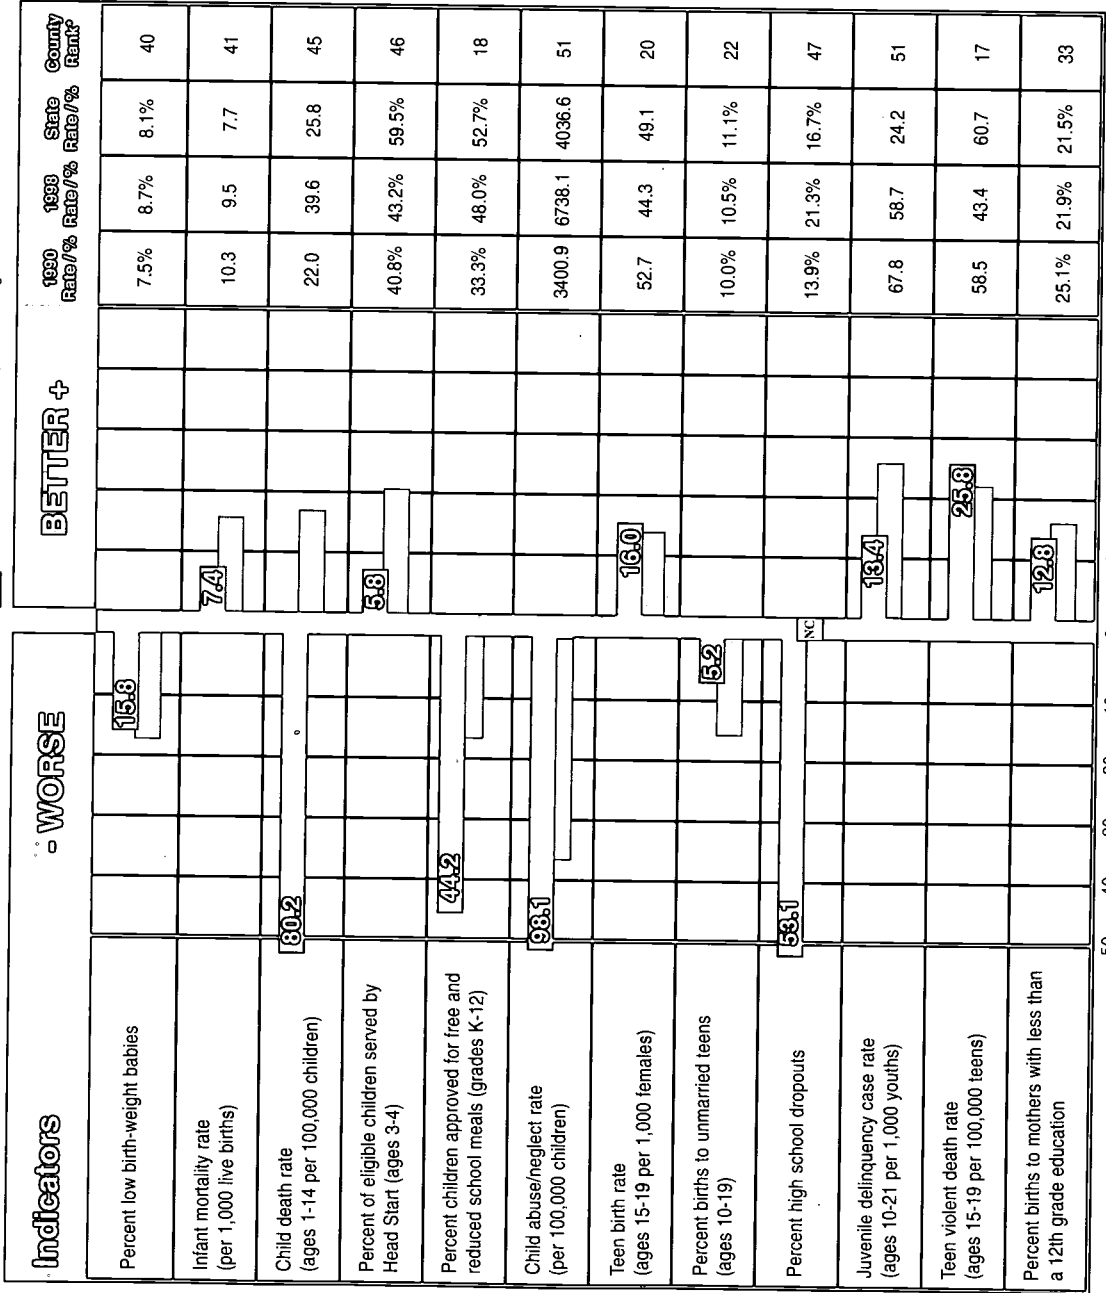 Indicators
- WORSE
BETTER +
1990 Rate / %
1998 Rate / %
State Rate / %
County Rank°
Percent low birth-weight babies 15.8 7.5% 8.7% 8.1% 40
Infant mortality rate
(per 1,000 live births) 7.4 10.3 9.5 7.7 41
Child death rate
(ages 1-14 per 100,000 children) 80.2 22.0 39.6 25.8 45
Percent of eligible children served by
Head Start (ages 3-4) 5.8 40.8% 43.2% 59.5% 46
Percent children approved for free and
reduced school meals (grades K-12) 44.2 33.3% 48.0% 52.7% 18
Child abuse/neglect rate
(per 100,000 children) 98.1 3400.9 6738.1 4036.6 51
Teen birth rate
(ages 15-19 per 1,000 females) 16.0 52.7 44.3 49.1 20
Percent births to unmarried teens
(ages 10-19) 5.2 10.0% 10.5% 11.1% 22
Percent high school dropouts 53.1 NC 13.9% 21.3% 16.7% 47
Juvenile delinquency case rate
(ages 10-21 per 1,000 youths) 13.4 67.8 58.7 24.2 51
Teen violent death rate
(ages 15-19 per 100,000 teens) 25.8 58.5 43.4 60.7 17
Percent births to mothers with less than
a 12th grade education 12.8 25.1% 21.9% 21.5% 33